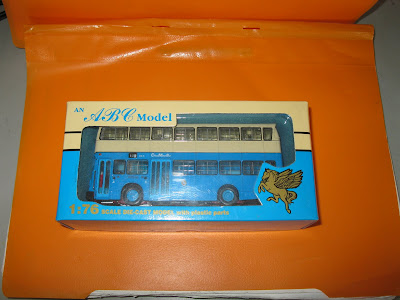 AN ABC Model
1:76 SCALE DIE-CAST MODEL with plastic parts